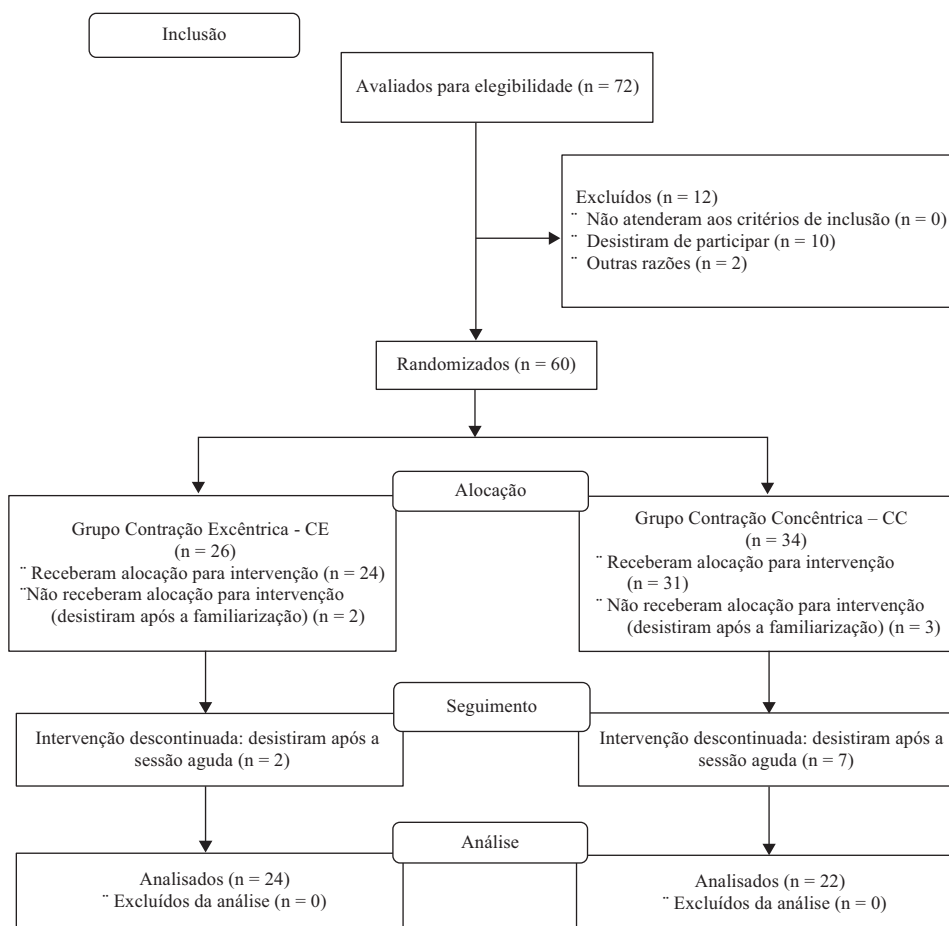 Inclusão
Avaliados para elegibilidade (n = 72)
Excluídos (n = 12)
¨ Não atenderam aos critérios de inclusão (n = 0)
¨ Desistiram de participar (n = 10)
¨ Outras razões (n = 2)
Randomizados (n = 60)
Alocação
Grupo Contração Excêntrica - CE
(n = 26)
¨ Receberam alocação para intervenção (n = 24)
¨Não receberam alocação para intervenção
(desistiram após a familiarização) (n = 2)
Grupo Contração Concêntrica – CC
(n = 34)
¨ Receberam alocação para intervenção
(n = 31)
¨ Não receberam alocação para intervenção
(desistiram após a familiarização) (n = 3)
Seguimento
Intervenção descontinuada: desistiram após a
sessão aguda (n = 2)
Intervenção descontinuada: desistiram após a
sessão aguda (n = 7)
Análise
Analisados (n = 24)
¨ Excluídos da análise (n = 0)
Analisados (n = 22)
¨ Excluídos da análise (n = 0)